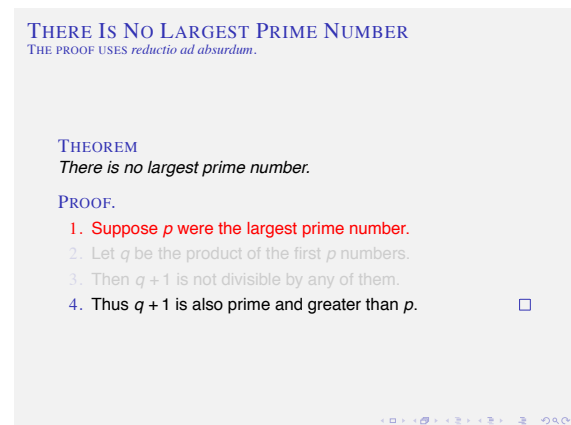 THERE IS NO LARGEST PRIME NUMBER
THE PROOF USES reductio ad absurdum.
THEOREM
There is no largest prime number.
PROOF.
1. Suppose p were the largest prime number.
2. Let q be the product of the first p numbers.
3. Then q + 1 is not divisible by any of them.
4. Thus q + 1 is also prime and greater than p.